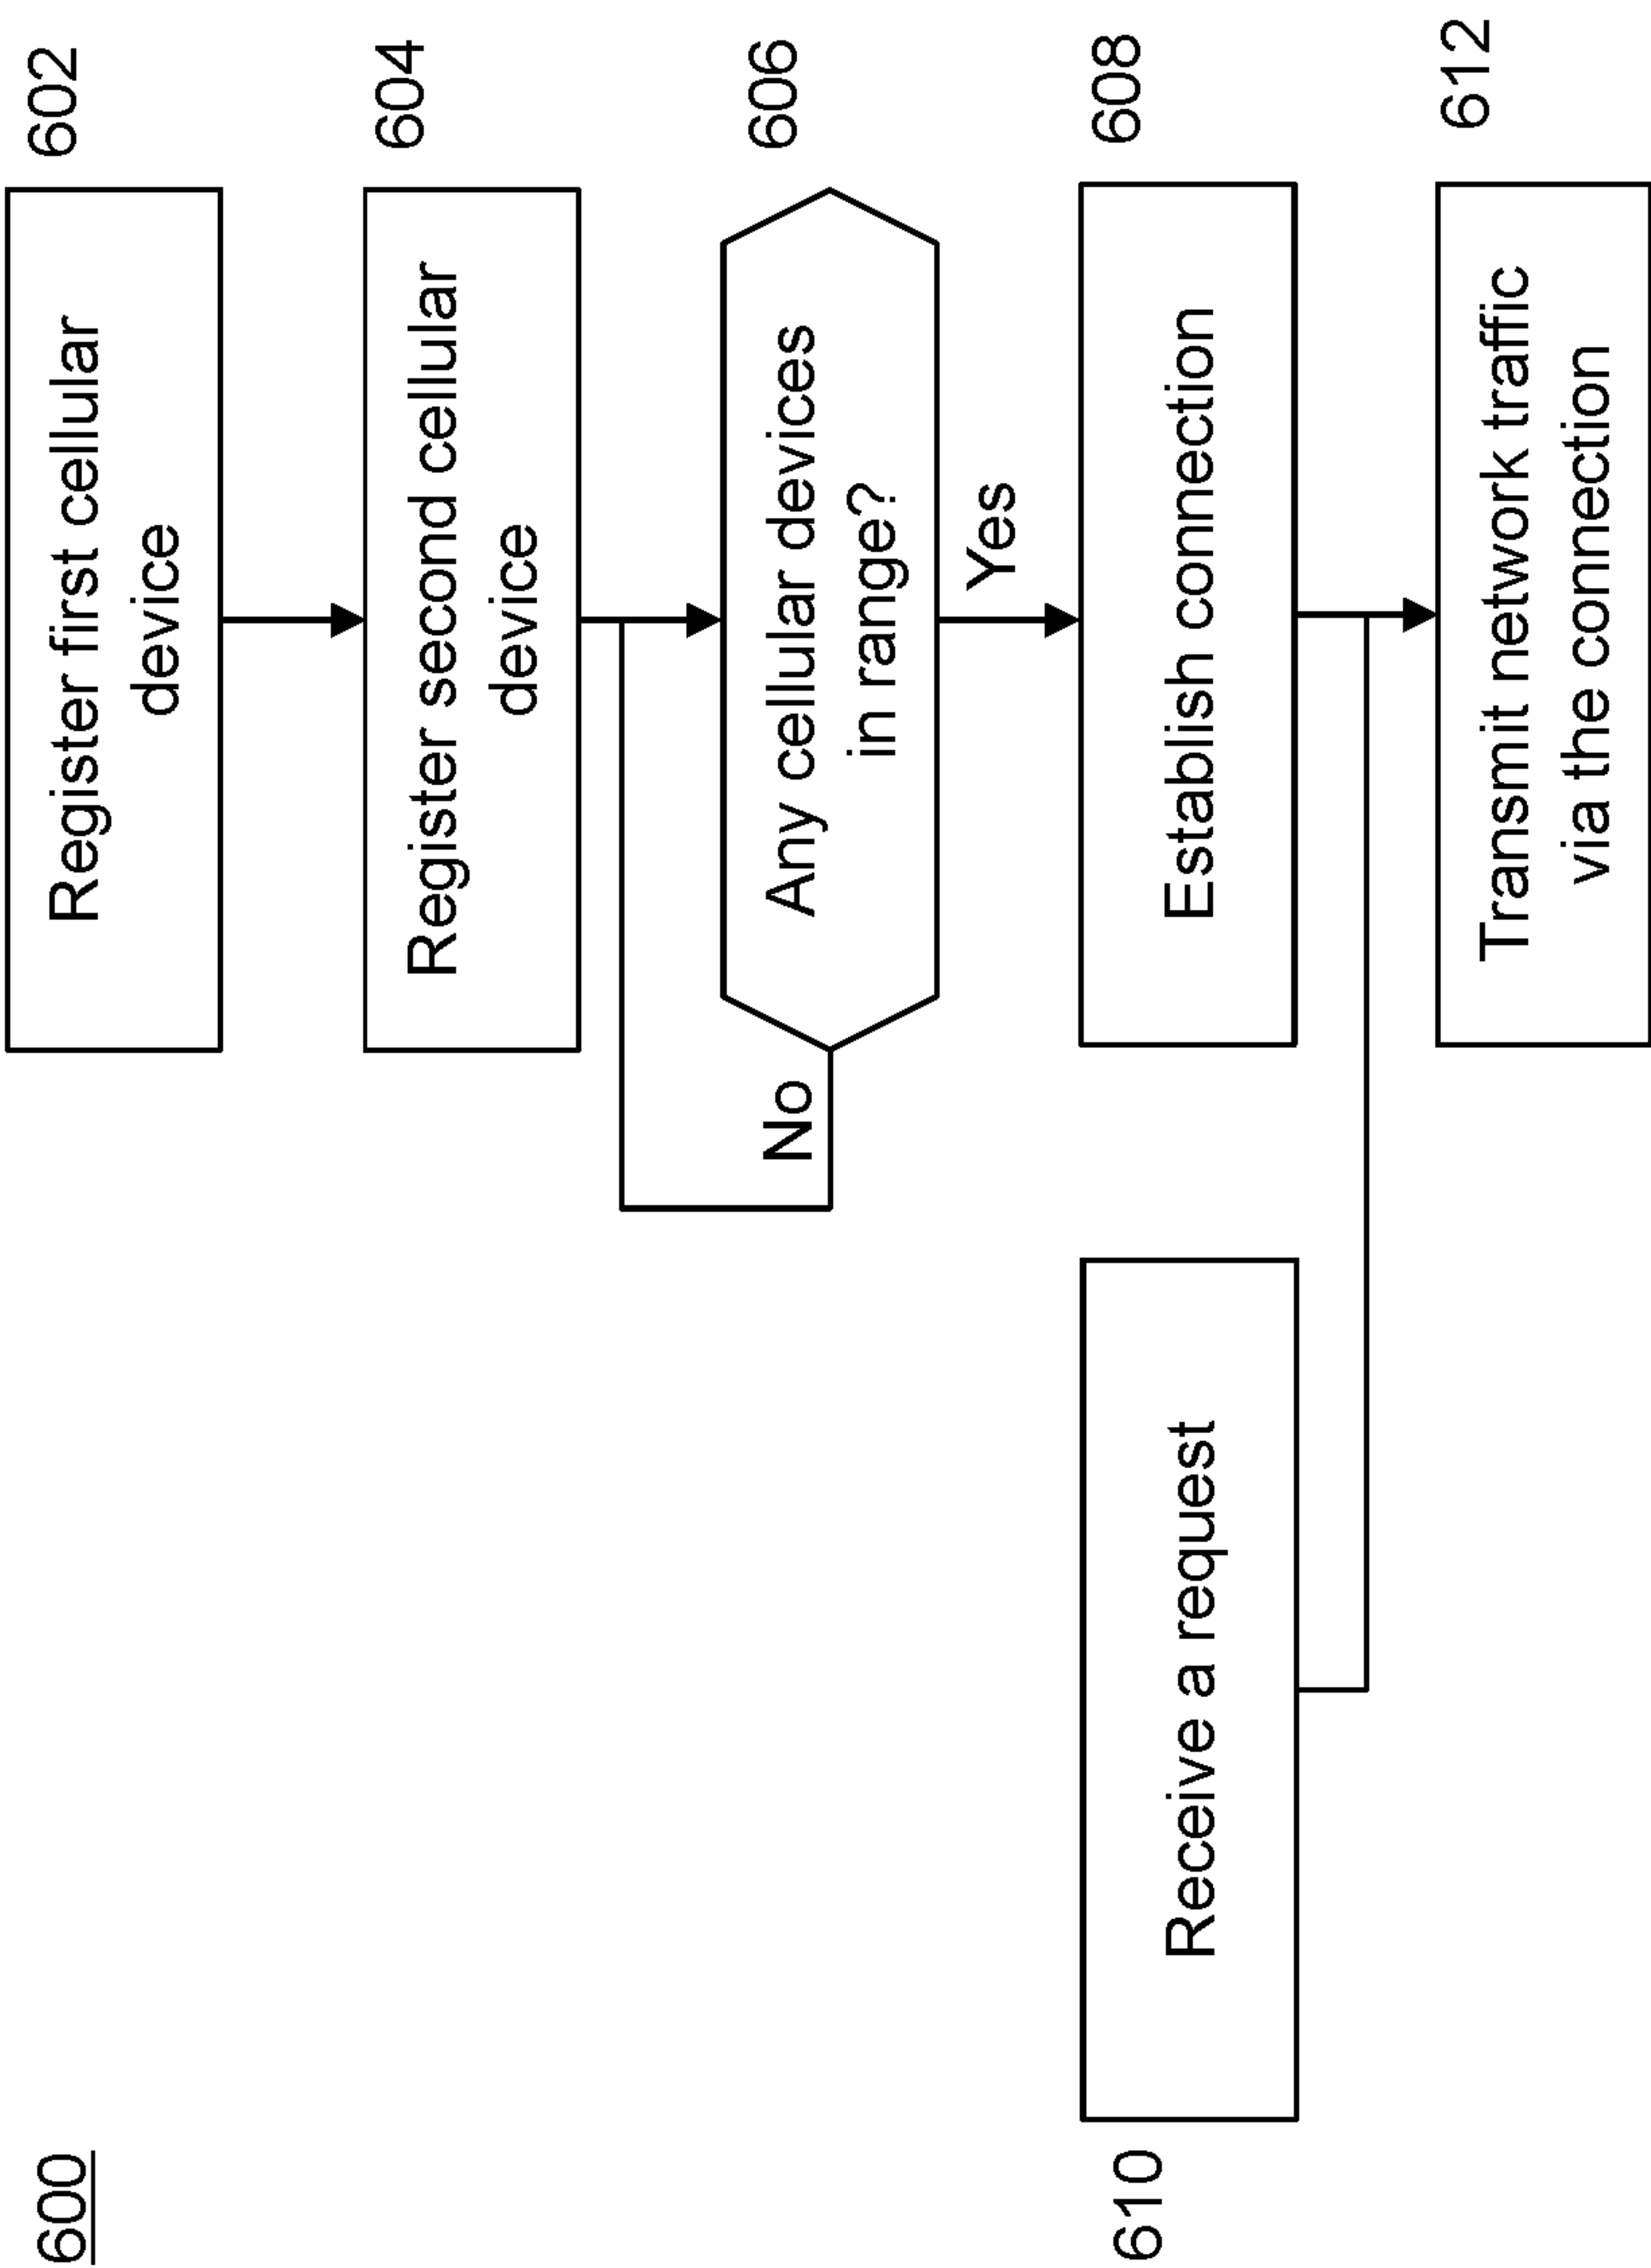 600
602
Register first cellular
device
604
Register second cellular
device
606
Any cellular devices
in range?
No
Yes
608
Establish connection
610
Receive a request
612
Transmit network traffic
via the connection